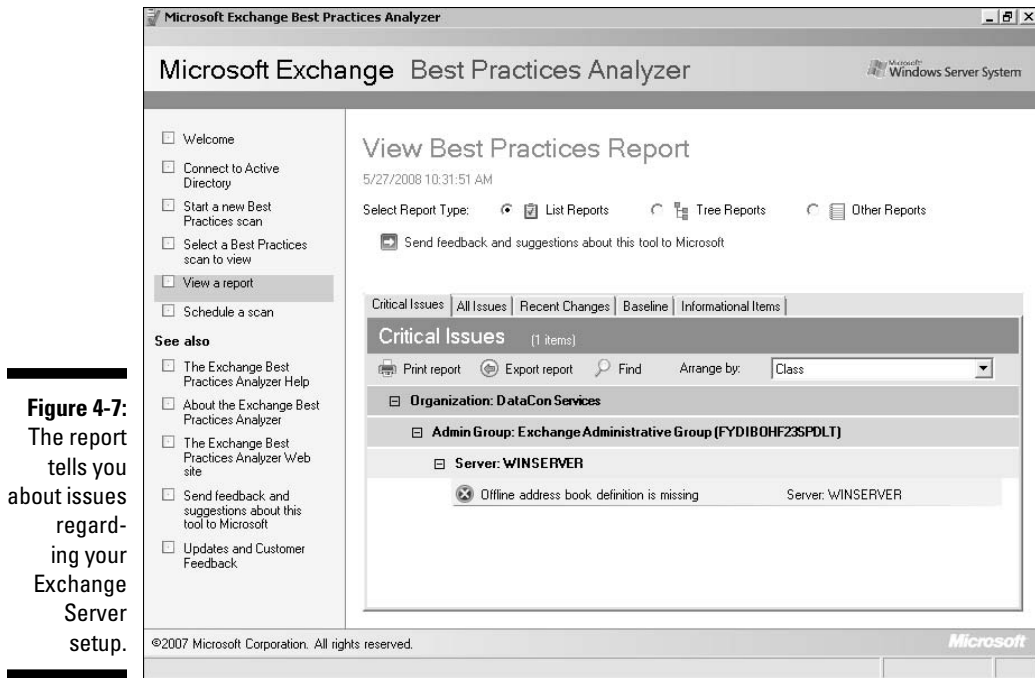 Microsoft Exchange Best Practices Analyzer
Microsoft Exchange Best Practices Analyzer
Microsoft
Windows Server System
Welcome
Connect to Active
Directory
Start a new Best
Practices scan
Select a Best Practices
scan to view
View a report
Schedule a scan
See also
The Exchange Best
Practices Analyzer Help
About the Exchange Best
Practices Analyzer
The Exchange Best
Practices Analyzer Web
site
Send feedback and
suggestions about this
tool to Microsoft
Updates and Customer
Feedback
View Best Practices Report
5/27/2008 10:31:51 AM
Select Report Type: List Reports Tree Reports Other Reports
Send feedback and suggestions about this tool to Microsoft
Critical Issues All Issues Recent Changes Baseline Informational Items
Critical Issues (1 items)
Print report Export report Find Arrange by: Class
Organization: DataCon Services
Admin Group: Exchange Administrative Group (FYDIBOHF23SPDLT)
Server: WINSERVER
Offline address book definition is missing Server: WINSERVER
©2007 Microsoft Corporation. All rights reserved.
Microsoft
Figure 4-7:
The report
tells you
about issues
regard-
ing your
Exchange
Server
setup.